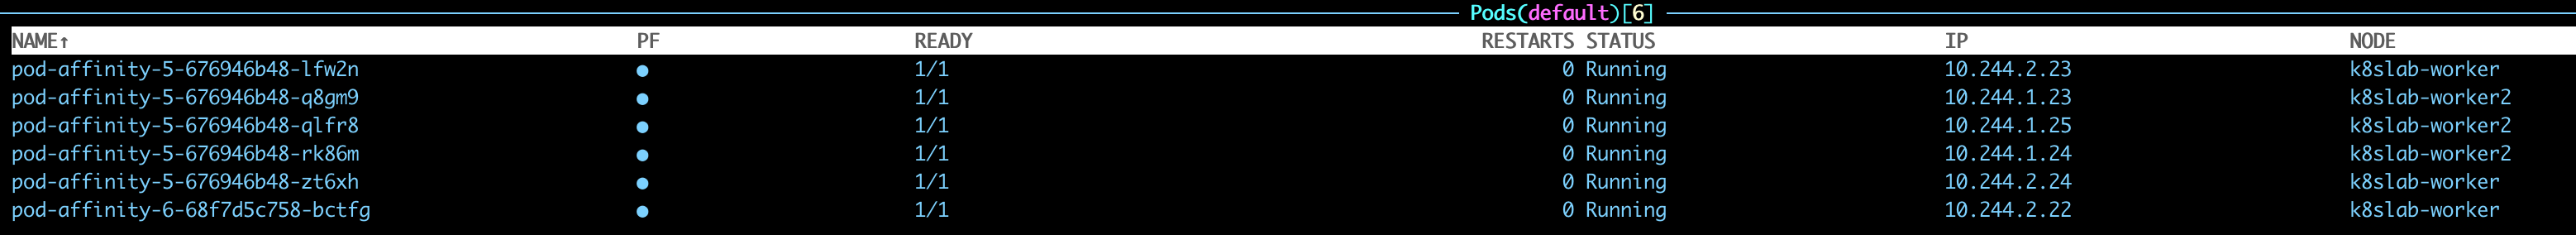 Pods(default)[6]
NAME↑ PF READY RESTARTS STATUS IP NODE
pod-affinity-5-676946b48-lfw2n ● 1/1 0 Running 10.244.2.23 k8slab-worker
pod-affinity-5-676946b48-q8gm9 ● 1/1 0 Running 10.244.1.23 k8slab-worker2
pod-affinity-5-676946b48-qlfr8 ● 1/1 0 Running 10.244.1.25 k8slab-worker2
pod-affinity-5-676946b48-rk86m ● 1/1 0 Running 10.244.1.24 k8slab-worker2
pod-affinity-5-676946b48-zt6xh ● 1/1 0 Running 10.244.2.24 k8slab-worker
pod-affinity-6-68f7d5c758-bctfg ● 1/1 0 Running 10.244.2.22 k8slab-worker